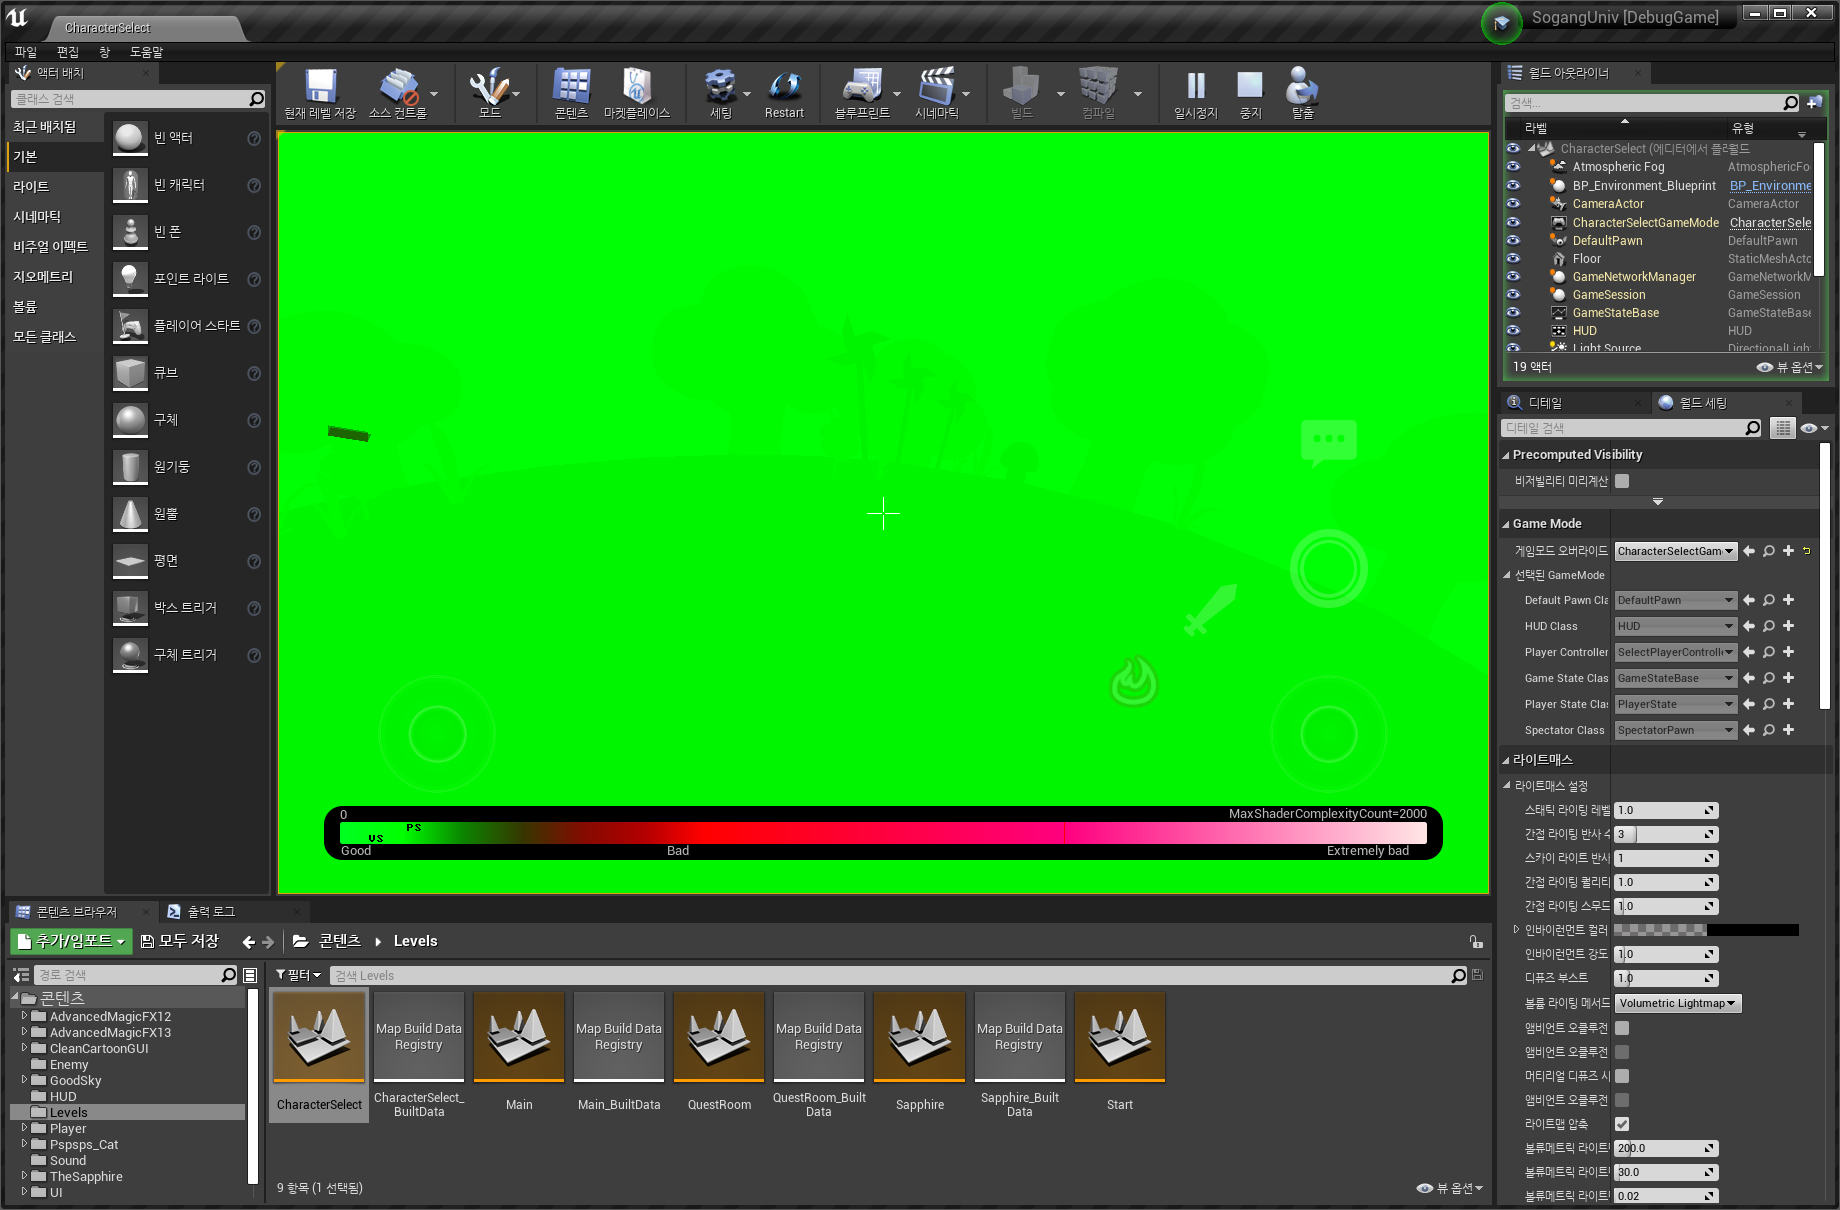 CharacterSelect
SogangUniv [DebugGame]
파일 편집 창 도움말
액터 배치
클래스 검색
최근 배치됨
기본
라이트
시네마틱
비주얼 이펙트
지오메트리
볼륨
모든 클래스
빈 액터
빈 캐릭터
빈 폰
포인트 라이트
플레이어 스타트
큐브
구체
원기둥
원뿔
평면
박스 트리거
구체 트리거
현재 레벨 저장 소스 컨트롤 모드 콘텐츠 마켓플레이스 세팅 Restart 블루프린트 시네마틱 빌드 컴파일 일시정지 중지 탈출
0 MaxShaderComplexityCount=2000
PS
VS
Good Bad Extremely bad
월드 아웃라이너
검색...
라벨 유형
CharacterSelect (에디터에서 플레 월드
Atmospheric Fog AtmosphericFo
BP_Environment_Blueprint BP_Environme
CameraActor CameraActor
CharacterSelectGameMode CharacterSele
DefaultPawn DefaultPawn
Floor StaticMeshActo
GameNetworkManager GameNetworkM
GameSession GameSession
GameStateBase GameStateBase
HUD HUD
Light Source DirectionalLigh
19 액터 뷰 옵션
디테일 월드 세팅
디테일 검색
Precomputed Visibility
비저빌리티 미리계산
Game Mode
게임모드 오버라이드 CharacterSelectGam
선택된 GameMode
Default Pawn Cla DefaultPawn
HUD Class HUD
Player Controller SelectPlayerControlle
Game State Clas GameStateBase
Player State Clas PlayerState
Spectator Class SpectatorPawn
라이트매스
라이트매스 설정
스태틱 라이팅 레벨 1.0
간접 라이팅 반사 수 3
스카이 라이트 반사 1
간접 라이팅 퀄리티 1.0
간접 라이팅 스무드 1.0
인바이런먼트 컬러
인바이런먼트 강도 1.0
디퓨즈 부스트 1.0
볼륨 라이팅 메서드 Volumetric Lightmap
앰비언트 오클루전
앰비언트 오클루전
머티리얼 디퓨즈 시
앰비언트 오클루전
라이트맵 압축
볼류메트릭 라이트 200.0
볼류메트릭 라이트 30.0
볼류메트릭 라이트 0.02
콘텐츠 브라우저 출력 로그
추가/임포트 모두 저장 콘텐츠 Levels
경로 검색
필터 검색 Levels
콘텐츠
AdvancedMagicFX12
AdvancedMagicFX13
CleanCartoonGUI
Enemy
GoodSky
HUD
Levels
Player
Pspsps_Cat
Sound
TheSapphire
UI
Map Build Data Registry
Map Build Data Registry
Map Build Data Registry
Map Build Data Registry
CharacterSelect
CharacterSelect_BuiltData
Main
Main_BuiltData
QuestRoom
QuestRoom_BuiltData
Sapphire
Sapphire_BuiltData
Start
9 항목 (1 선택됨) 뷰 옵션